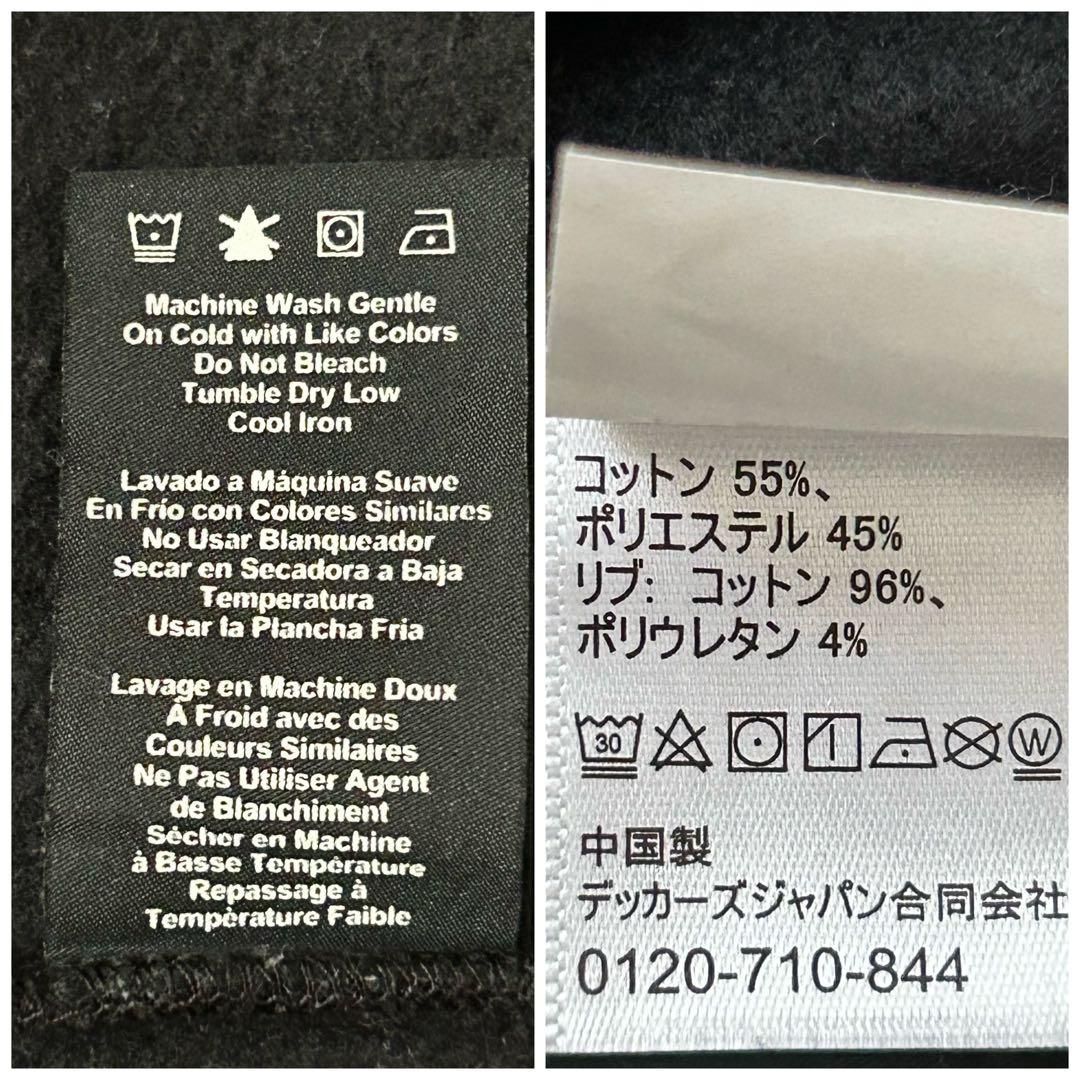 Machine Wash Gentle
On Cold with Like Colors
Do Not Bleach
Tumble Dry Low
Cool Iron
Lavado a Máquina Suave
En Frío con Colores Similares
No Usar Blanqueador
Secar en Secadora a Baja
Temperatura
Usar la Plancha Fria
Lavage en Machine Doux
À Froid avec des
Couleurs Similaires
Ne Pas Utiliser Agent
de Blanchiment
Sécher en Machine
à Basse Température
Repassage à
Température Faible
コットン 55%、
ポリエステル 45%
リブ: コットン 96%、
ポリウレタン 4%
30 W
中国製
デッカーズジャパン合同会社
0120-710-844